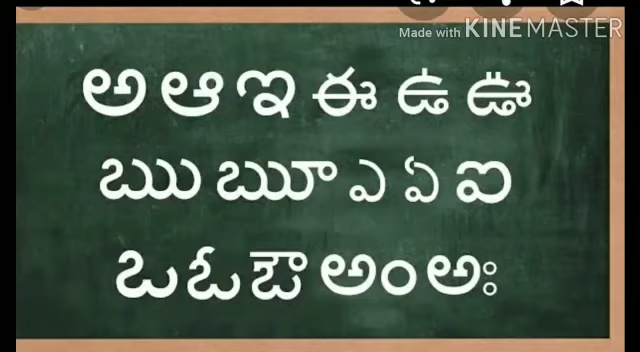 Made with KINEMASTER
అ ఆ ఇ ఈ ఉ ఊ
ఋ ౠ ఎ ఏ ఐ
ఒ ఓ ఔ అం అః